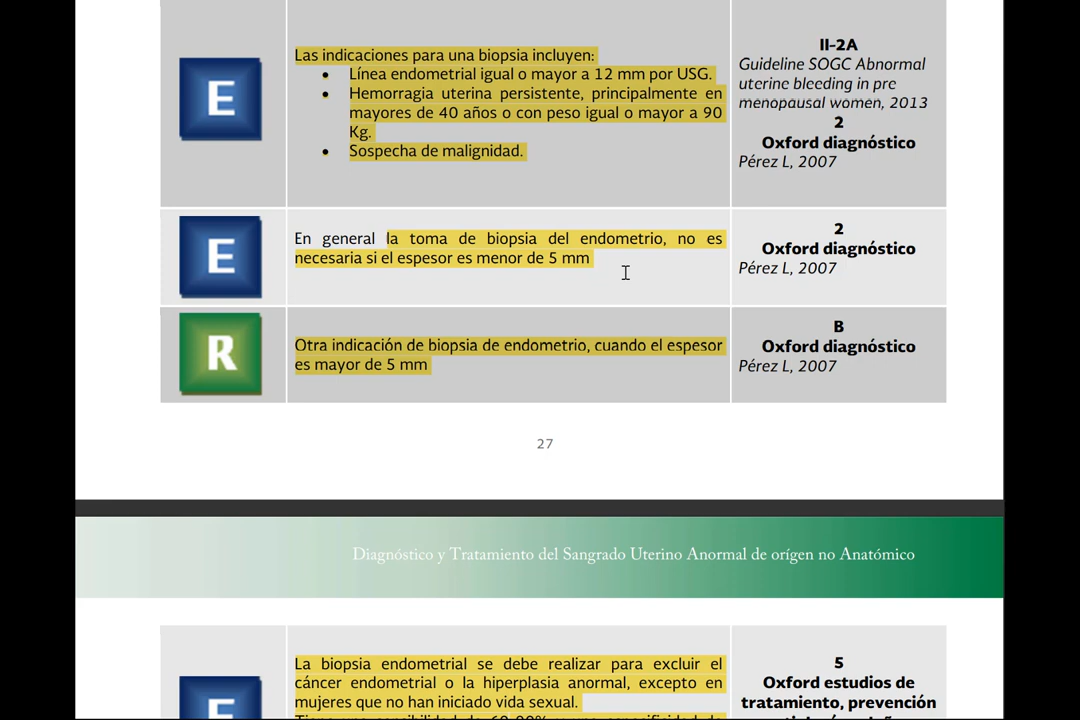 E
Las indicaciones para una biopsia incluyen:
• Línea endometrial igual o mayor a 12 mm por USG.
• Hemorragia uterina persistente, principalmente en
mayores de 40 años o con peso igual o mayor a 90
Kg.
• Sospecha de malignidad.
II-2A
Guideline SOGC Abnormal
uterine bleeding in pre
menopausal women, 2013
2
Oxford diagnóstico
Pérez L, 2007
E
En general la toma de biopsia del endometrio, no es
necesaria si el espesor es menor de 5 mm
2
Oxford diagnóstico
Pérez L, 2007
R
Otra indicación de biopsia de endometrio, cuando el espesor
es mayor de 5 mm
B
Oxford diagnóstico
Pérez L, 2007
27
Diagnóstico y Tratamiento del Sangrado Uterino Anormal de orígen no Anatómico
E
La biopsia endometrial se debe realizar para excluir el
cáncer endometrial o la hiperplasia anormal, excepto en
mujeres que no han iniciado vida sexual.
5
Oxford estudios de
tratamiento, prevención